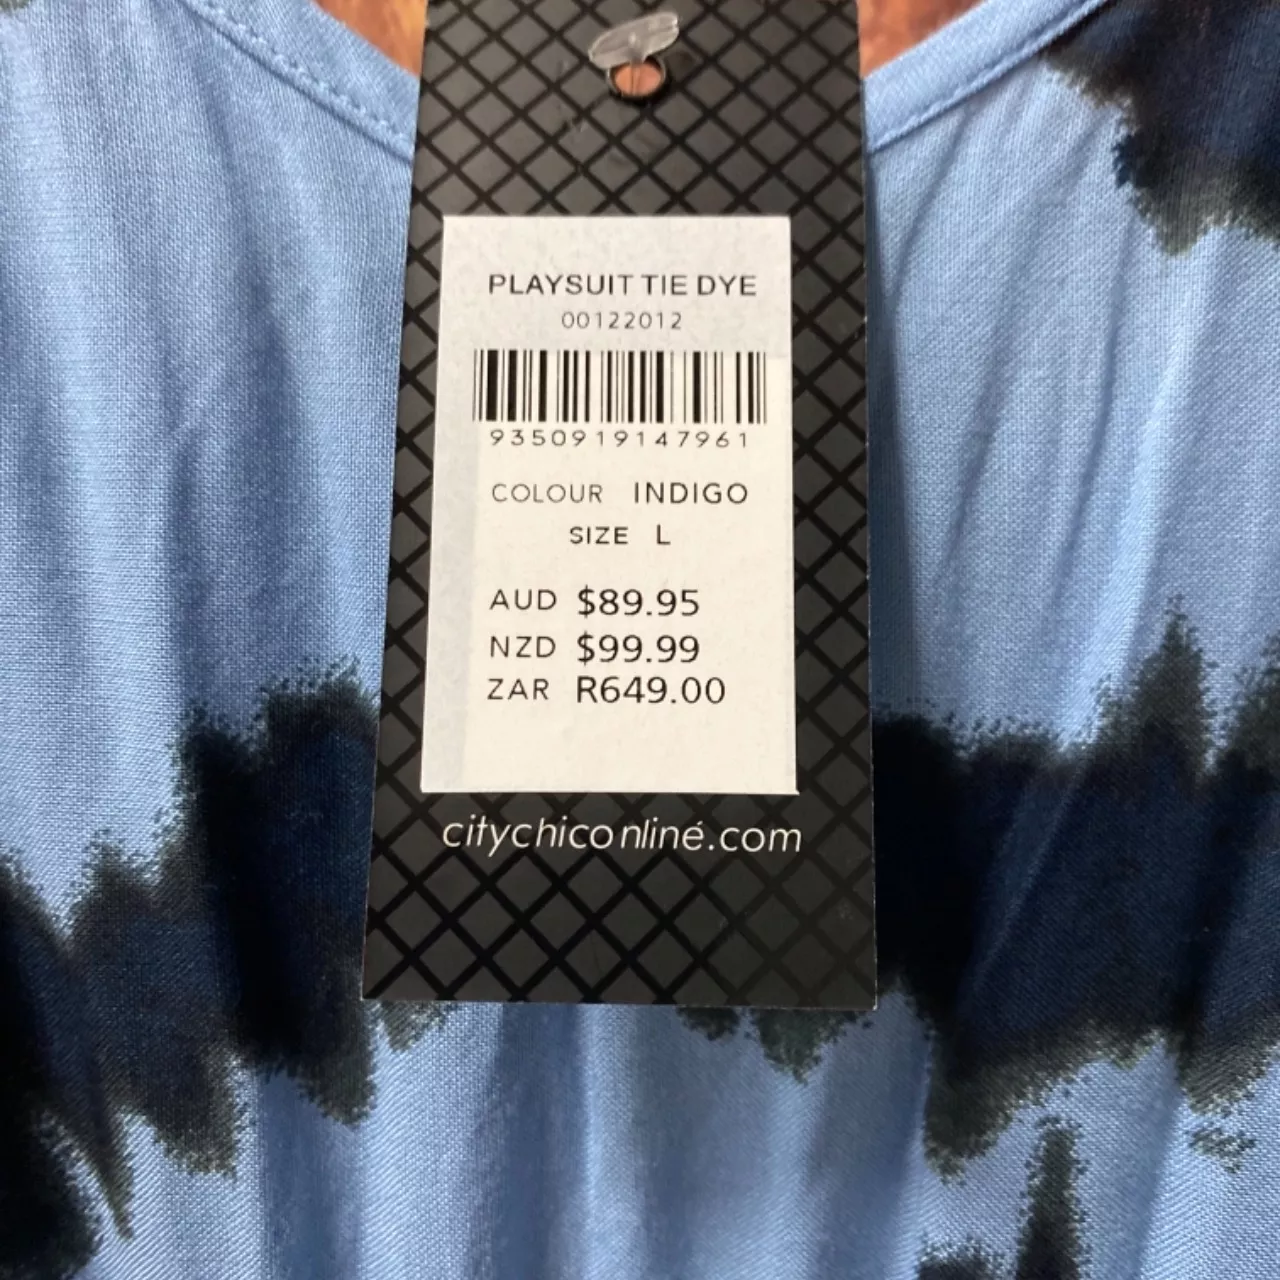 PLAYSUIT TIE DYE
00122012
9350919147961
COLOUR INDIGO
SIZE L
AUD $89.95
NZD $99.99
ZAR R649.00
citychiconliné.com